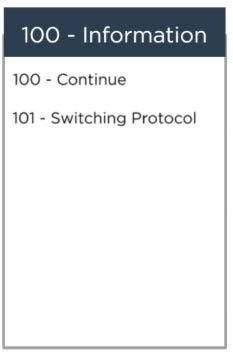 100 - Information
100 - Continue
101 - Switching Protocol